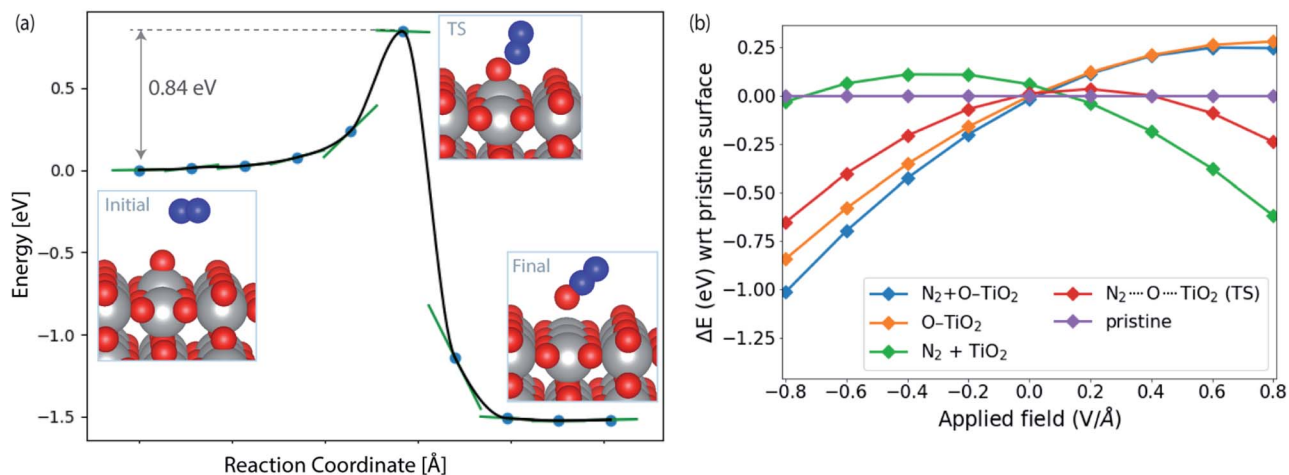 (a)
TS
0.84 eV
Initial
Final
Energy [eV]
0.5
0.0
−0.5
−1.0
−1.5
Reaction Coordinate [Å]
(b)
ΔE (eV) wrt pristine surface
0.25
0.00
−0.25
−0.50
−0.75
−1.00
−1.25
N₂+O–TiO₂
O–TiO₂
N₂ + TiO₂
N₂····O····TiO₂ (TS)
pristine
−0.8 −0.6 −0.4 −0.2 0.0 0.2 0.4 0.6 0.8
Applied field (V/Å)